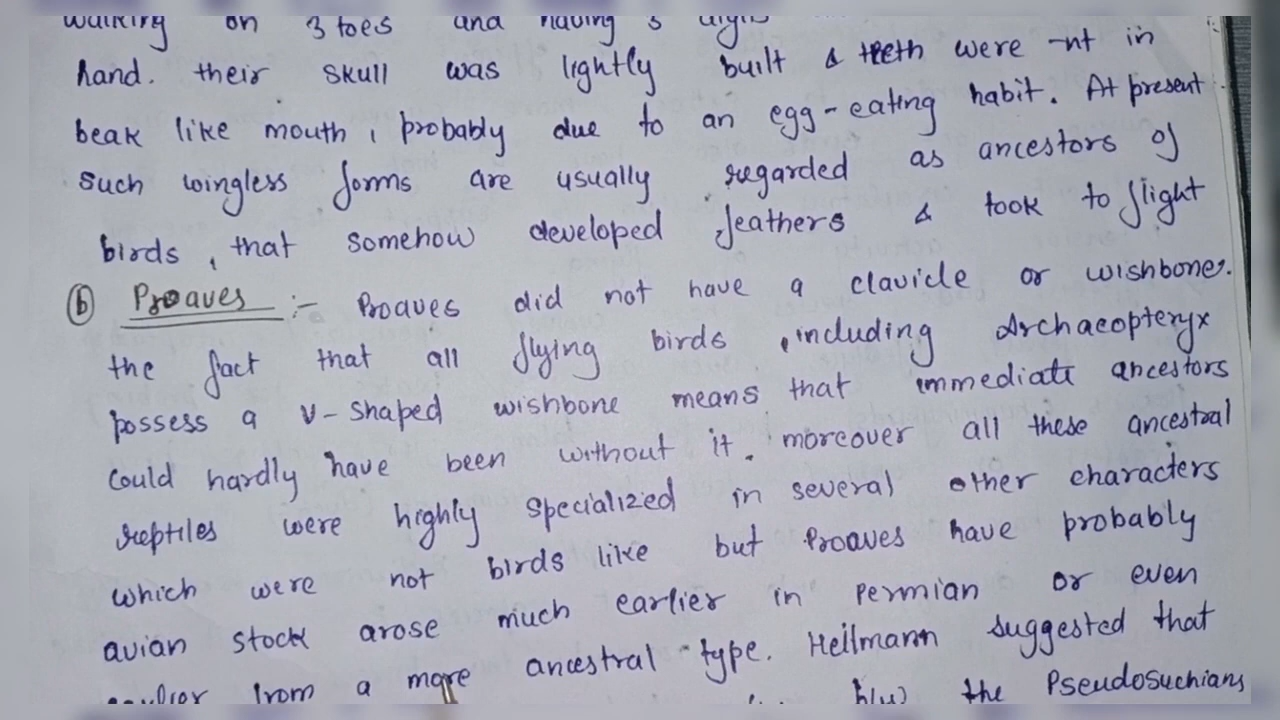 walking on 3 toes and having 3 digits
hand. their skull was lightly built & teeth were -nt in
beak like mouth, probably due to an egg-eating habit. At present
such wingless forms are usually regarded as ancestors of
birds, that somehow developed feathers & took to flight
(b) Proaves :- Proaves did not have a clavicle or wishbones.
the fact that all flying birds, including Archaeopteryx
possess a V-shaped wishbone means that immediate ancestors
could hardly have been without it. moreover all these ancestral
reptiles were highly specialized in several other characters
which were not birds like but Proaves have probably
avian stock arose much earlier in Permian or even
earlier from a more ancestral type. Heilmann suggested that
b/w the Pseudosuchians